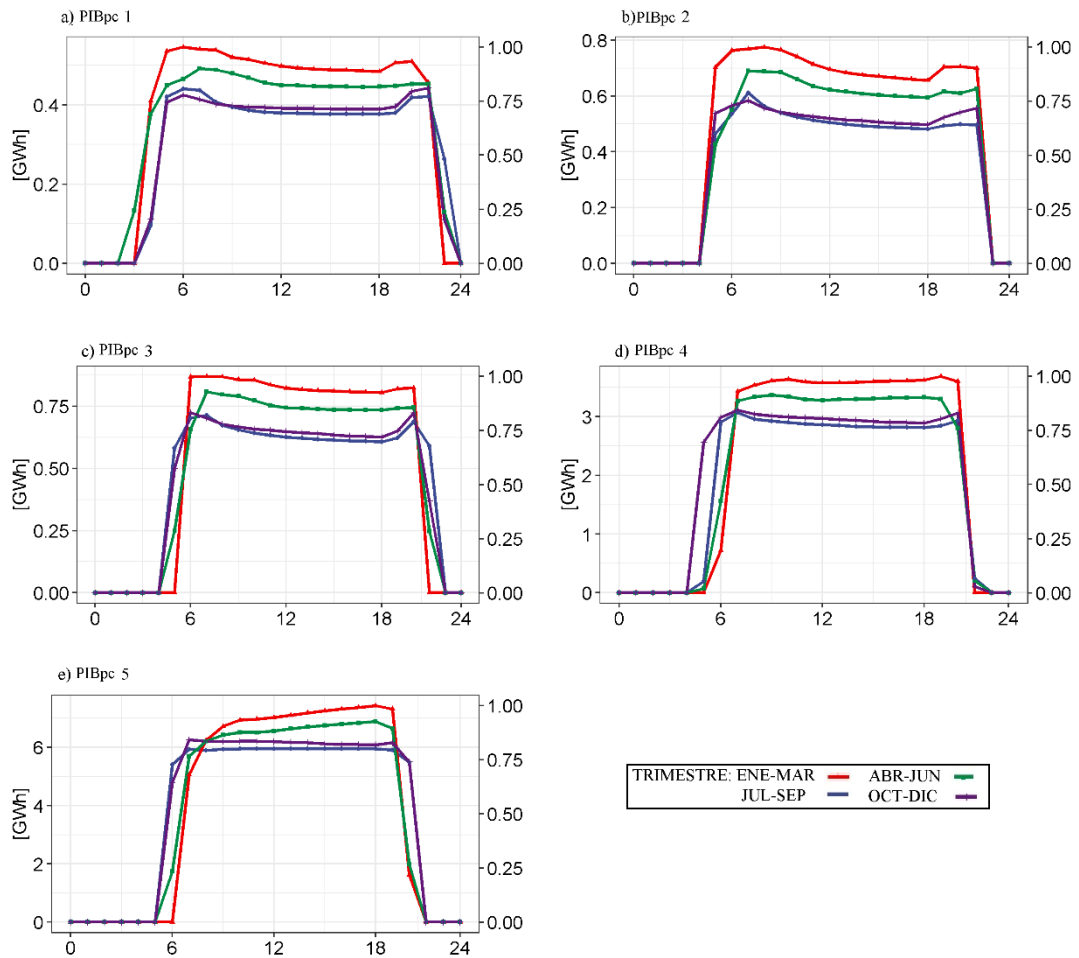 a) PIBpc 1
b)PIBpc 2
[GWh]
0.4
0.2
0.0
1.00
0.75
0.50
0.25
0.00
0 6 12 18 24
[GWh]
0.8
0.6
0.4
0.2
0.0
1.00
0.75
0.50
0.25
0.00
0 6 12 18 24
c) PIBpc 3
d) PIBpc 4
[GWh]
0.75
0.50
0.25
0.00
1.00
0.75
0.50
0.25
0.00
0 6 12 18 24
[GWh]
3
2
1
0
1.00
0.75
0.50
0.25
0.00
0 6 12 18 24
e) PIBpc 5
[GWh]
6
4
2
0
1.00
0.75
0.50
0.25
0.00
0 6 12 18 24
TRIMESTRE: ENE-MAR ABR-JUN
JUL-SEP OCT-DIC